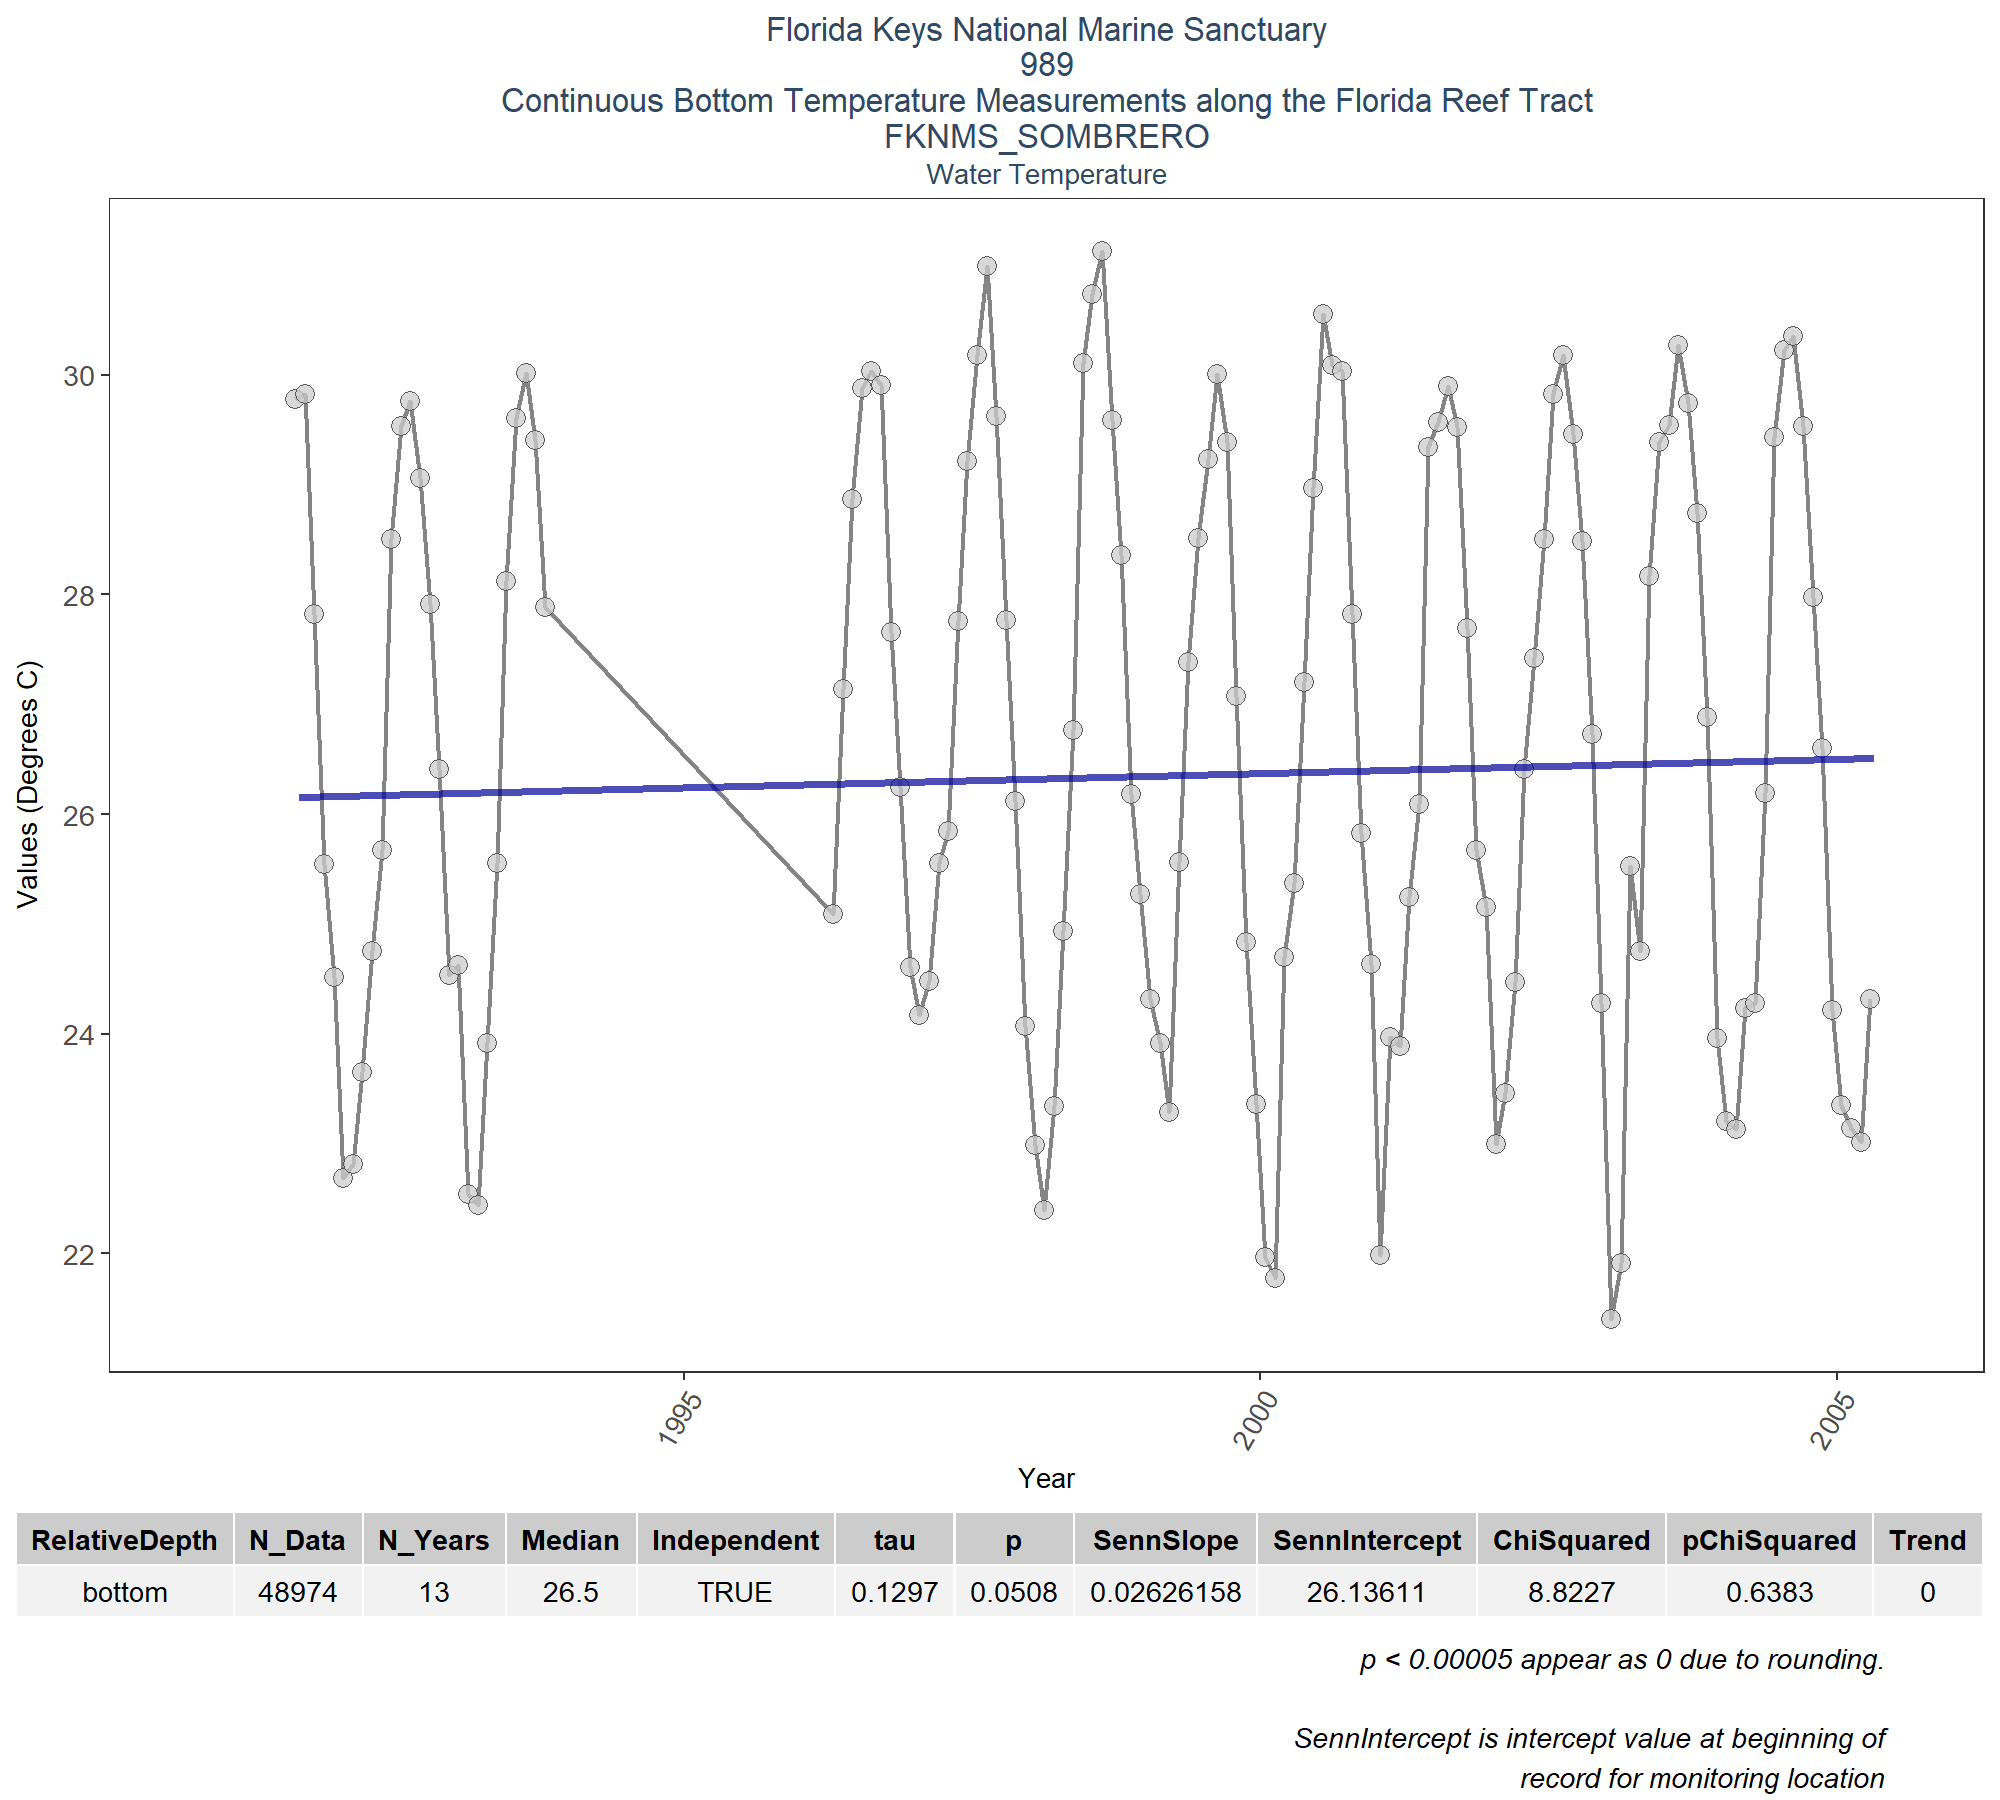 Florida Keys National Marine Sanctuary
989
Continuous Bottom Temperature Measurements along the Florida Reef Tract
FKNMS_SOMBRERO
Water Temperature
Values (Degrees C)
30
28
26
24
22
1995 2000 2005
Year
RelativeDepth N_Data N_Years Median Independent tau p SennSlope SennIntercept ChiSquared pChiSquared Trend
bottom 48974 13 26.5 TRUE 0.1297 0.0508 0.02626158 26.13611 8.8227 0.6383 0
p < 0.00005 appear as 0 due to rounding.
SennIntercept is intercept value at beginning of
record for monitoring location